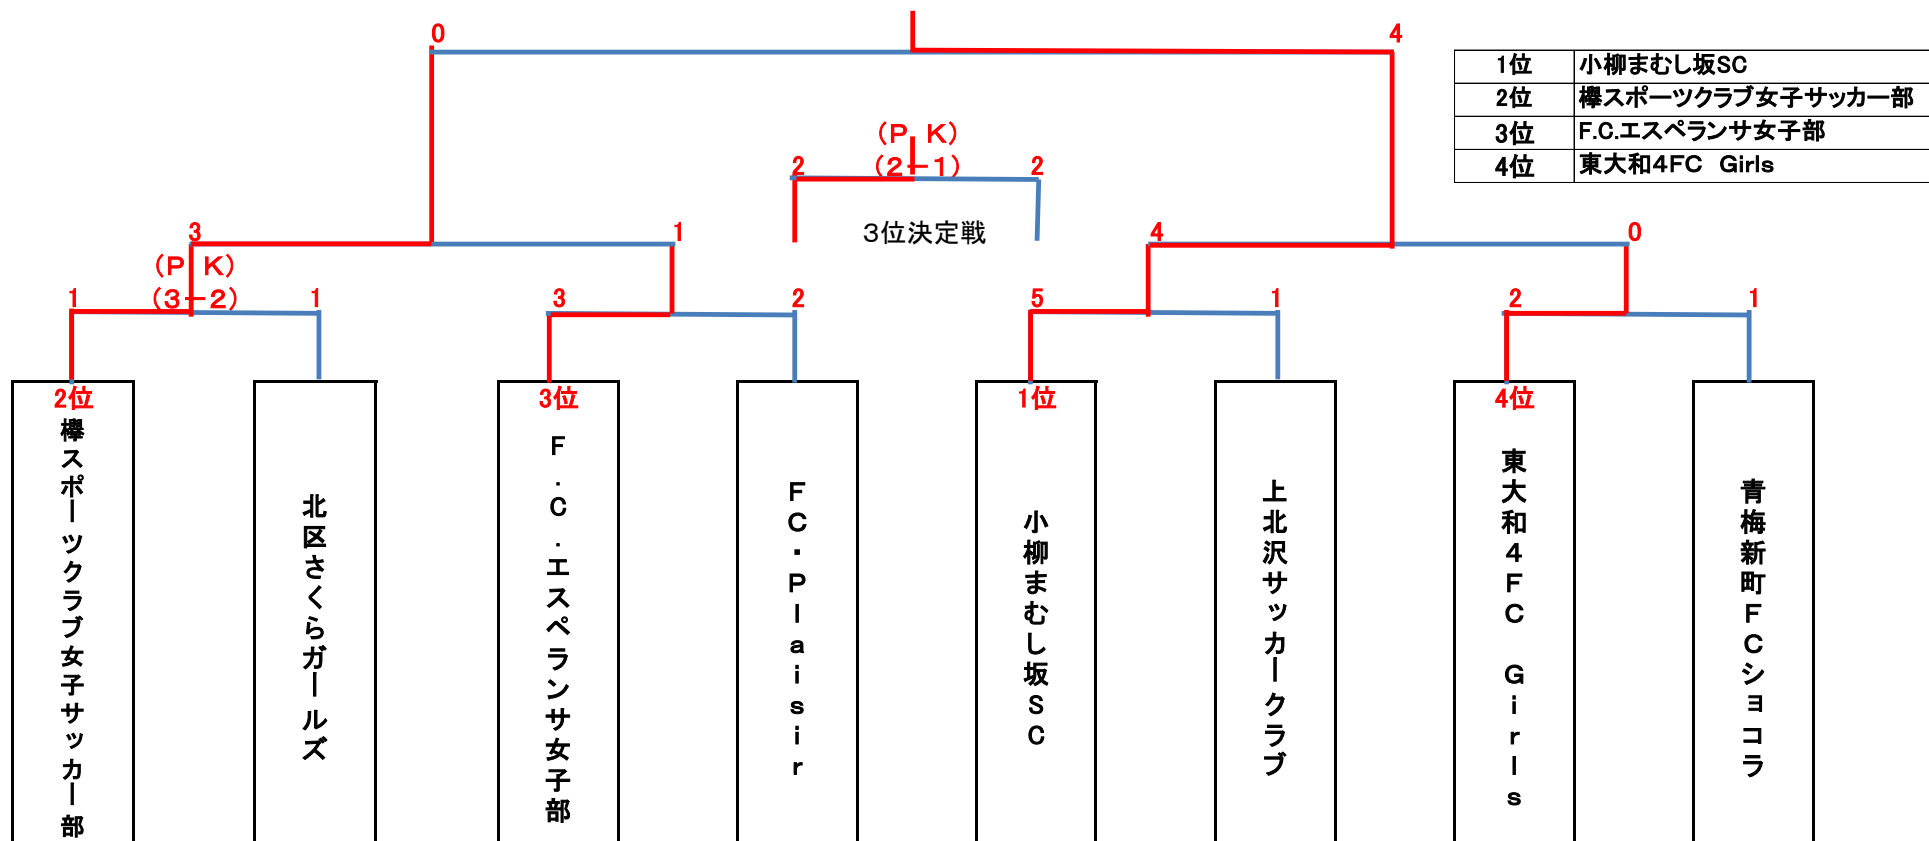 0
4
1位 小柳まむし坂SC
2位 欅スポーツクラブ女子サッカー部
3位 F.C.エスペランサ女子部
4位 東大和4FC Girls
(PK)
2 (2-1) 2
3位決定戦
3 1 4 0
(PK)
1 (3-2) 1 3 2 5 1 2 1
2位
欅スポーツクラブ女子サッカー部
北区さくらガールズ
3位
F.C.エスペランサ女子部
FC・Plaisir
1位
小柳まむし坂SC
上北沢サッカークラブ
4位
東大和4FC Girls
青梅新町FCショコラ